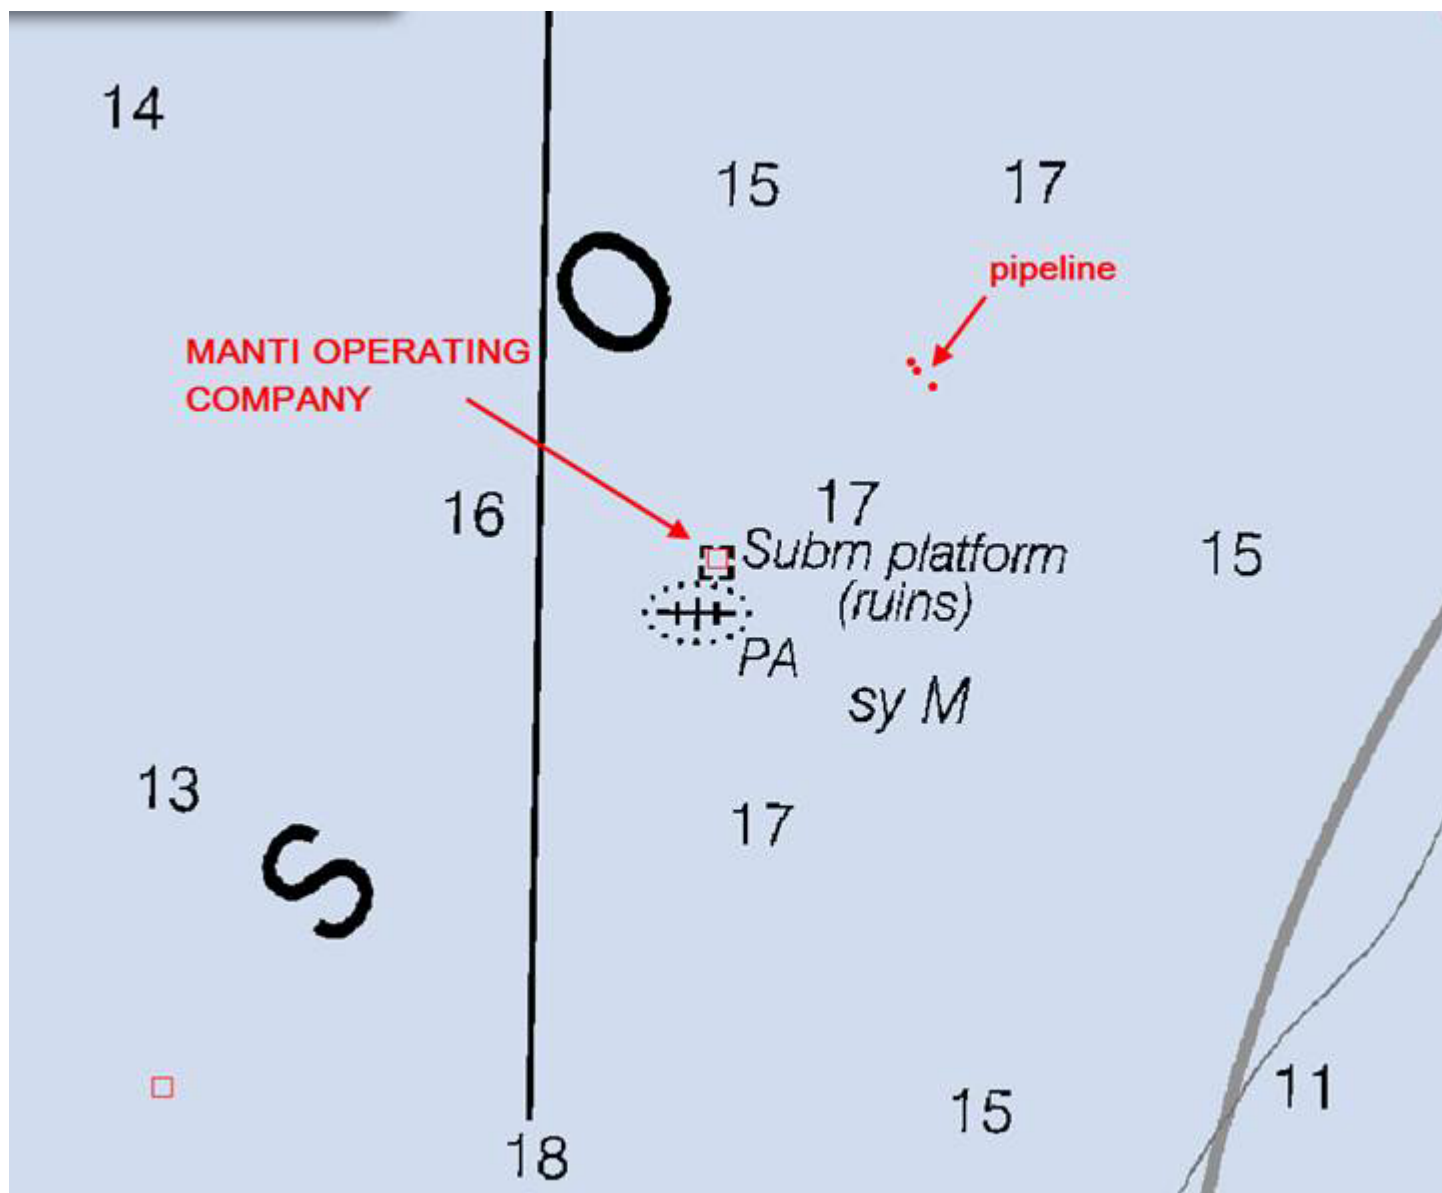 14
15
17
O
pipeline
MANTI OPERATING
COMPANY
16
17
Subm platform
(ruins)
15
PA
sy M
13
17
S
11
15
18